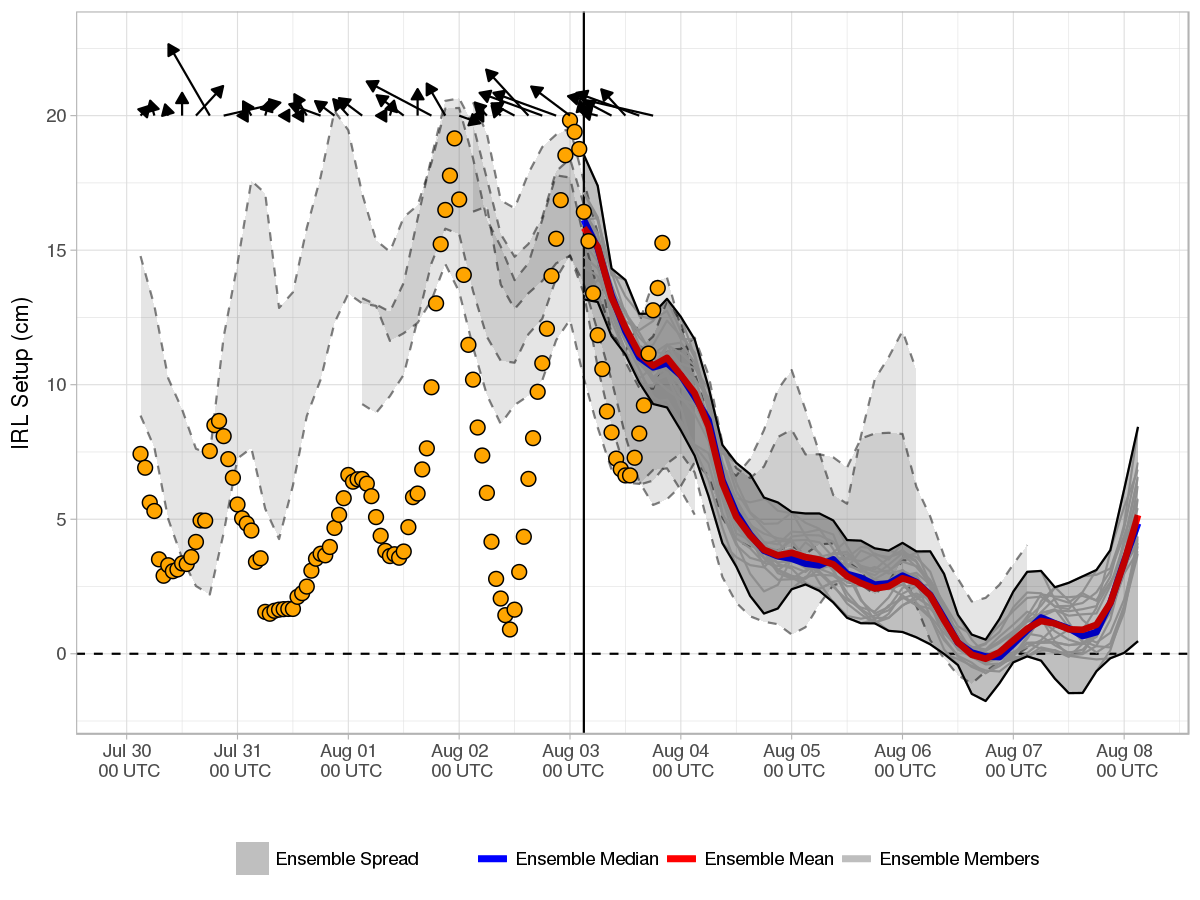 IRL Setup (cm)
20
15
10
5
0
Jul 30 Jul 31 Aug 01 Aug 02 Aug 03 Aug 04 Aug 05 Aug 06 Aug 07 Aug 08
00 UTC 00 UTC 00 UTC 00 UTC 00 UTC 00 UTC 00 UTC 00 UTC 00 UTC 00 UTC
Ensemble Spread Ensemble Median Ensemble Mean Ensemble Members